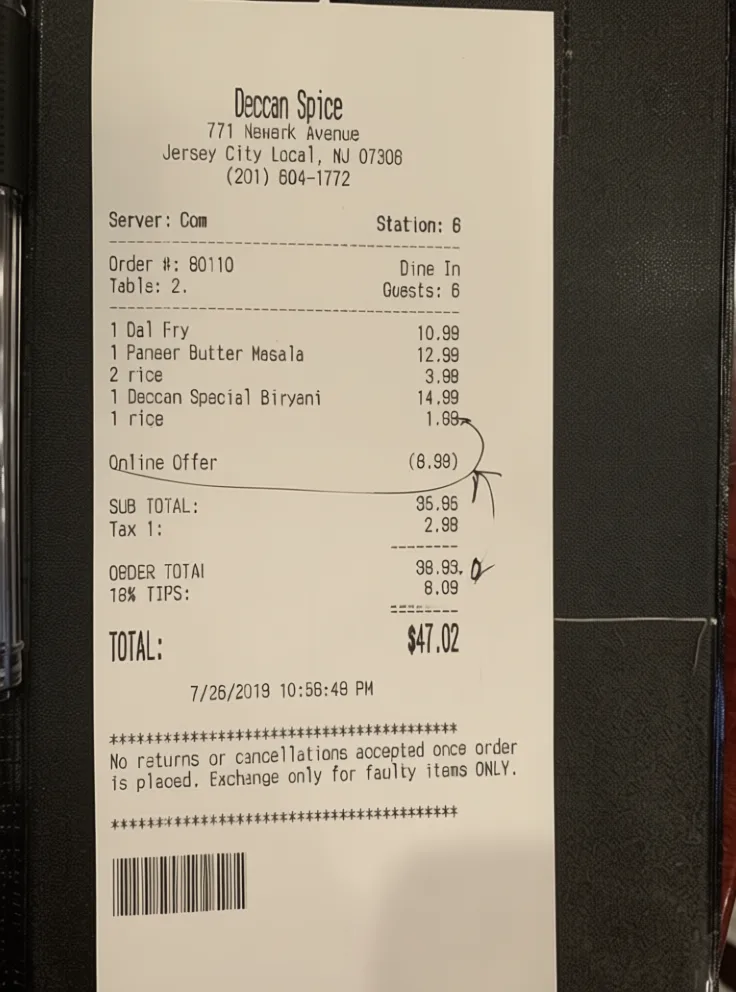 Deccan Spice
771 Newark Avenue
Jersey City Local, NJ 07306
(201) 604-1772
Server: Com Station: 6
Order #: 80110 Dine In
Table: 2. Guests: 6
1 Dal Fry 10.99
1 Paneer Butter Masala 12.99
2 rice 3.98
1 Deccan Special Biryani 14.99
1 rice 1.99
Online Offer (8.99)
SUB TOTAL: 35.95
Tax 1: 2.98
ORDER TOTAL 38.93
18% TIPS: 8.09
TOTAL: $47.02
7/26/2019 10:56:49 PM
****************************************
No returns or cancellations accepted once order
is placed. Exchange only for faulty items ONLY.
****************************************